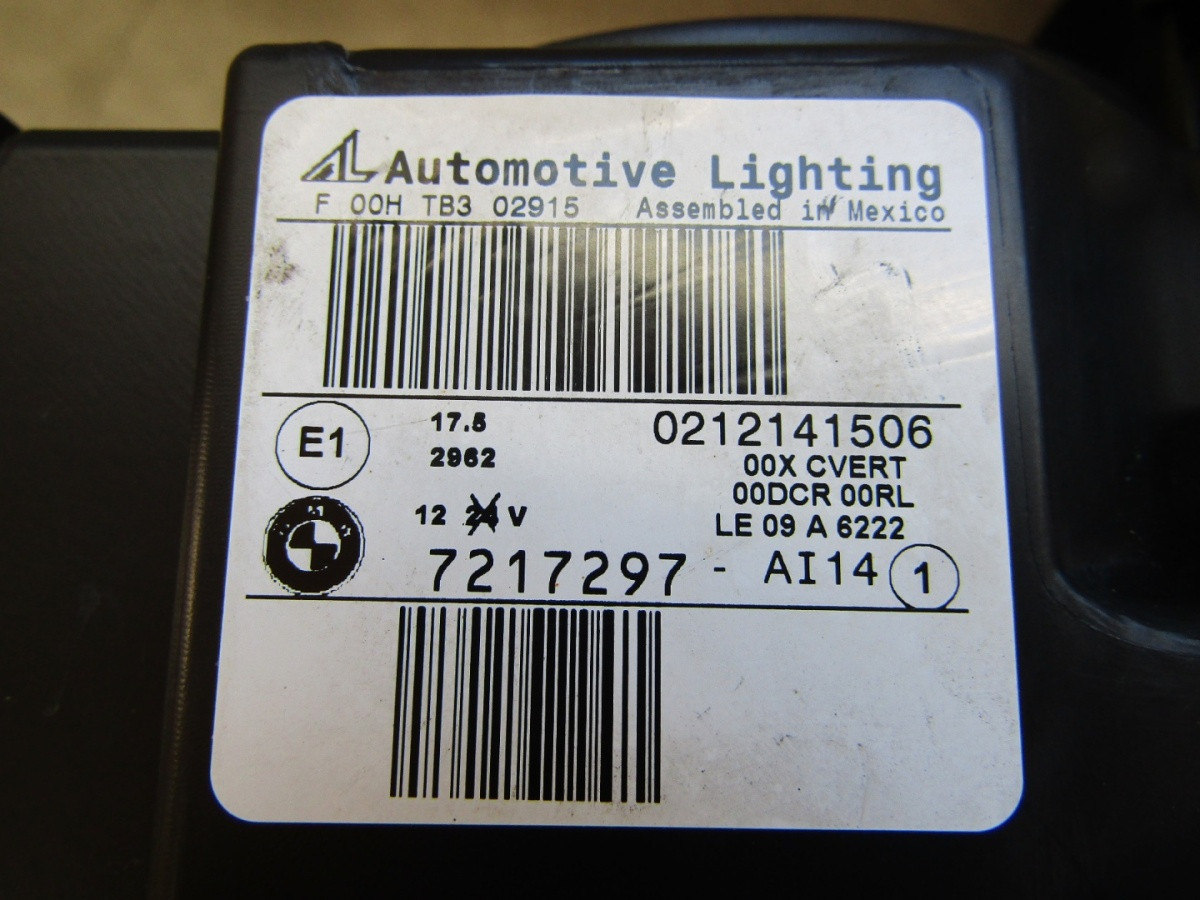 AL Automotive Lighting
F 00H TB3 02915 Assembled in Mexico
E1
17.5
2962
0212141506
00X CVERT
00DCR 00RL
12 24 V
LE 09 A 6222
7217297 - AI14 1